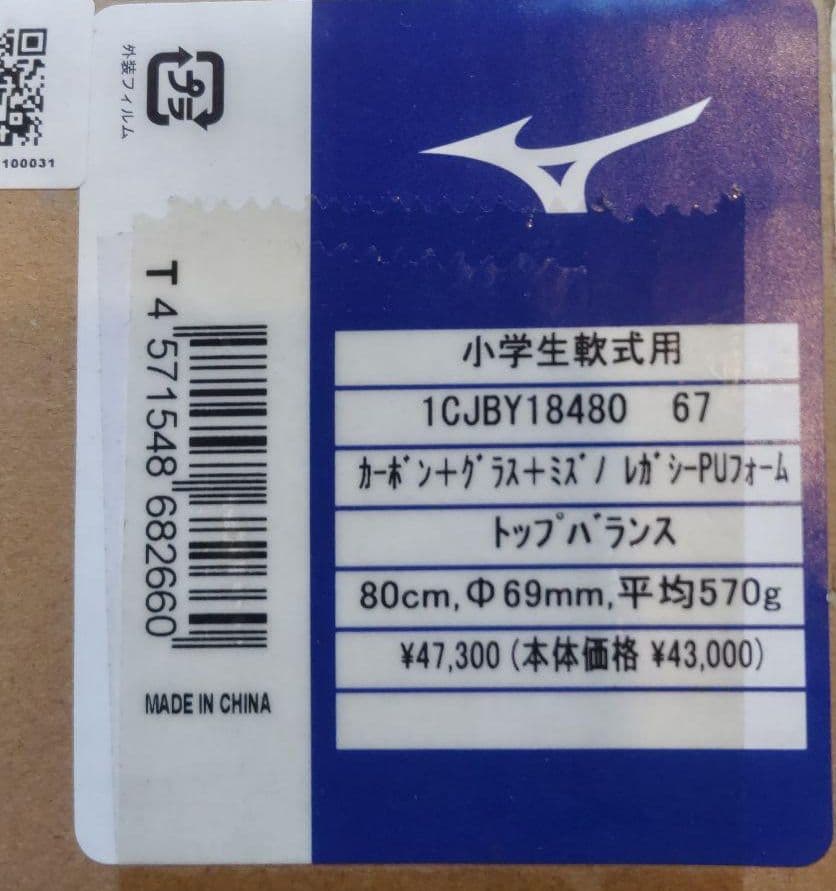 100031
外装フィルム
プラ
T 4 571548 682660
MADE IN CHINA
小学生軟式用
1CJBY18480 67
ｶｰﾎﾞﾝ+ｸﾞﾗｽ+ﾐｽﾞﾉ ﾚｶﾞｼｰPUﾌｫｰﾑ
トップバランス
80cm,Φ69mm,平均570g
¥47,300(本体価格 ¥43,000)